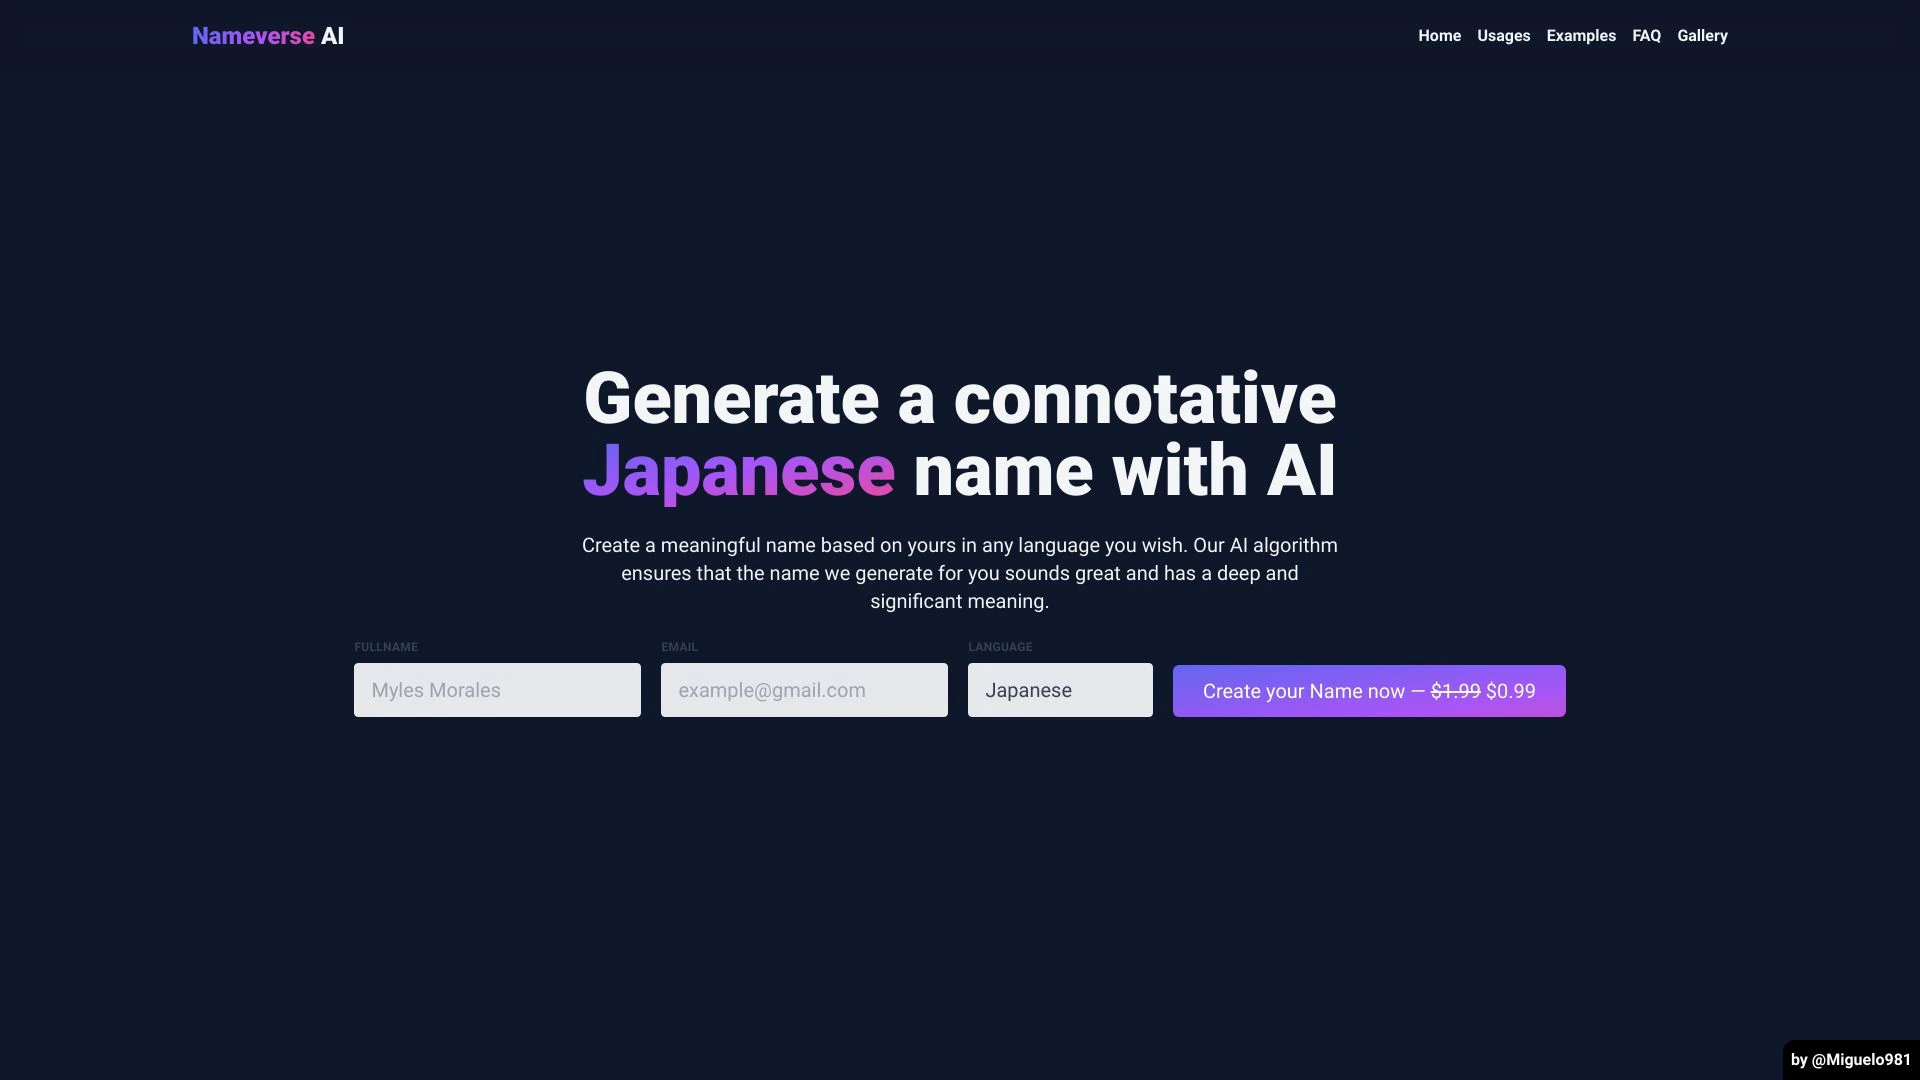 Nameverse AI
Home Usages Examples FAQ Gallery
Generate a connotative
Japanese name with AI
Create a meaningful name based on yours in any language you wish. Our AI algorithm
ensures that the name we generate for you sounds great and has a deep and
significant meaning.
FULLNAME EMAIL LANGUAGE
Myles Morales example@gmail.com Japanese Create your Name now — $1.99 $0.99
by @Miguelo981